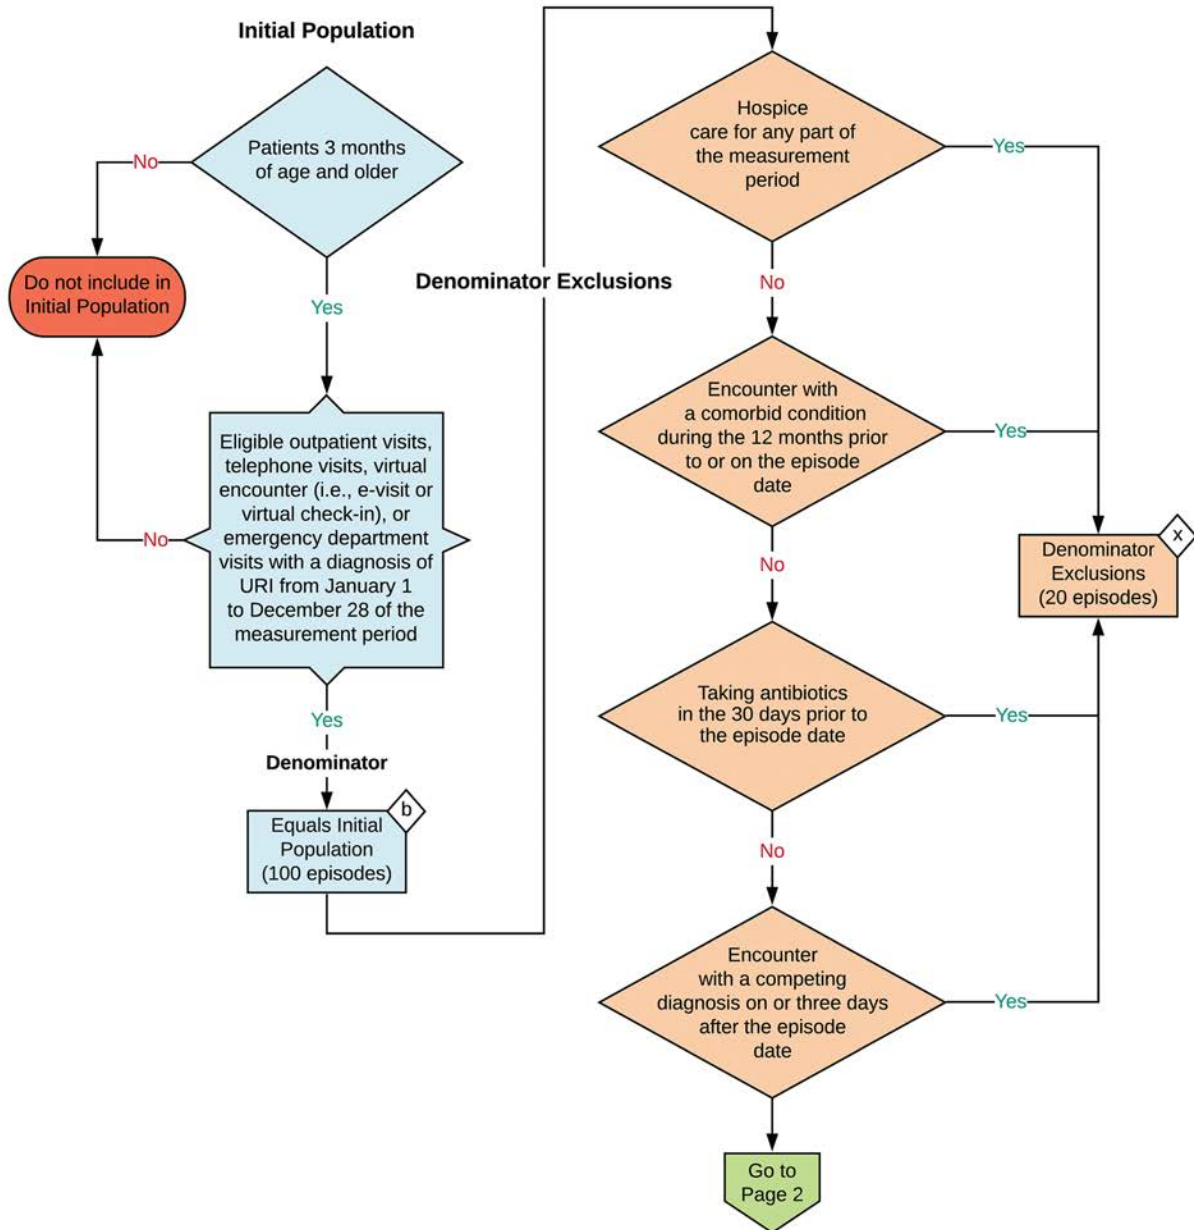 Initial Population
Patients 3 months
of age and older
No
Do not include in
Initial Population
Yes
Eligible outpatient visits,
telephone visits, virtual
encounter (i.e., e-visit or
virtual check-in), or
emergency department
visits with a diagnosis of
URI from January 1
to December 28 of the
measurement period
No
Yes
Denominator
b
Equals Initial
Population
(100 episodes)
Denominator Exclusions
Hospice
care for any part of
the measurement
period
Yes
No
Encounter with
a comorbid condition
during the 12 months prior
to or on the episode
date
Yes
No
x
Denominator
Exclusions
(20 episodes)
Taking antibiotics
in the 30 days prior to
the episode date
Yes
No
Encounter
with a competing
diagnosis on or three days
after the episode
date
Yes
Go to
Page 2